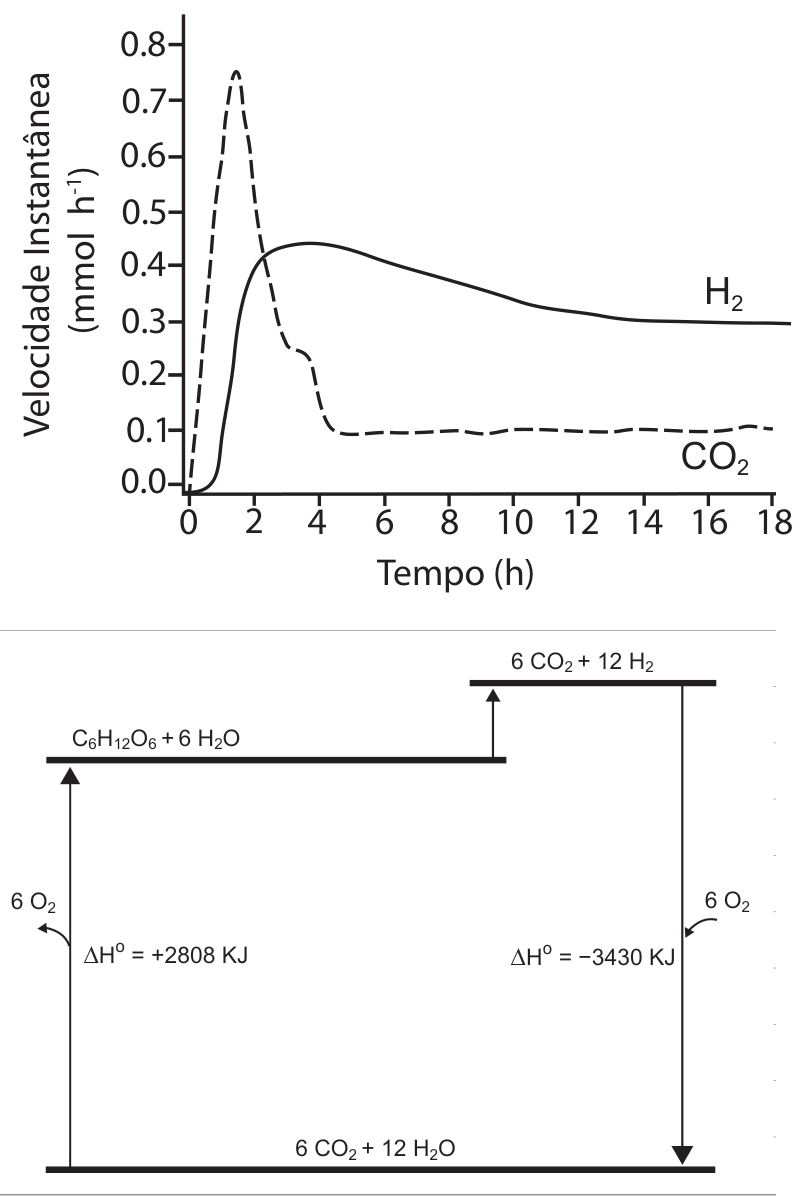 Velocidade Instantânea
(mmol h⁻¹)
0.8
0.7
0.6
0.5
0.4
0.3
0.2
0.1
0.0
H₂
CO₂
0 2 4 6 8 10 12 14 16 18
Tempo (h)
6 CO₂ + 12 H₂
C₆H₁₂O₆ + 6 H₂O
6 O₂
6 O₂
ΔHᴼ = +2808 KJ
ΔHᴼ = −3430 KJ
6 CO₂ + 12 H₂O